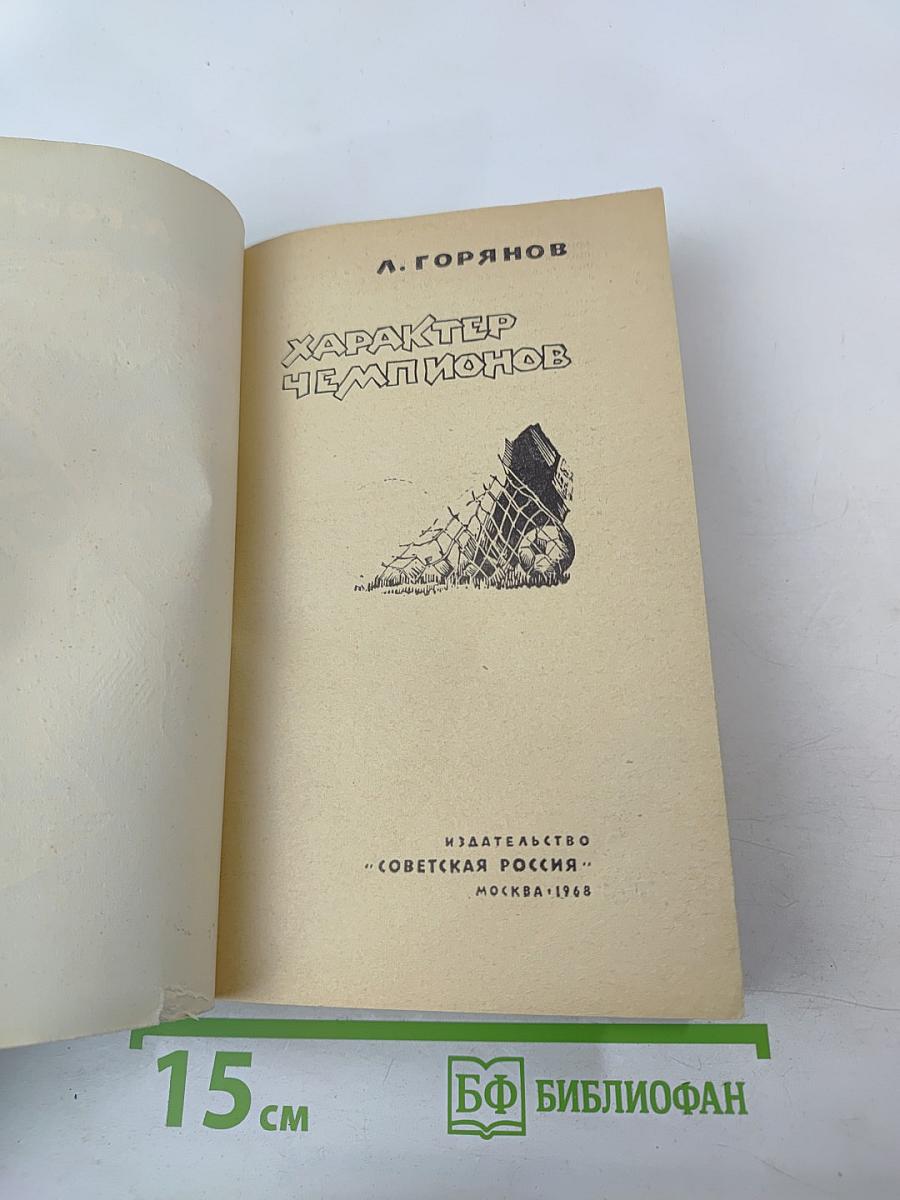 Л. ГОРЯНОВ
ХАРАКТЕР
ЧЕМПИОНОВ
ИЗДАТЕЛЬСТВО
"СОВЕТСКАЯ РОССИЯ"
МОСКВА·1968
15 см
БФ БИБЛИОФАН